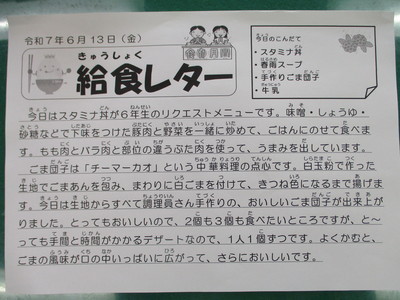 令和7年6月13日（金）
きゅうしょく
給食レター
今日のこんだて
・スタミナ丼
・春雨スープ
・手作りごま団子
・牛乳
今日はスタミナ丼が６年生のリクエストメニューです。味噌・しょうゆ・
砂糖などで下味をつけた豚肉と野菜を一緒に炒めて、ごはんにのせて食べま
す。もも肉とバラ肉と部位の違うぶた肉を使って、うまみを出しています。
ごま団子は「チーマーカオ」という中華料理の点心です。白玉粉で作った
生地でごまあんを包み、まわりに白ごまを付けて、きつね色になるまで揚げま
す。今日は生地からすべて調理員さん手作りの、おいしいごま団子が出来上が
りました。とってもおいしいので、２個も３個も食べたいところですが、と～
っても手間と時間がかかるデザートなので、１人１個ずつです。よくかむと、
ごまの風味が口の中いっぱいに広がって、さらにおいしいです。